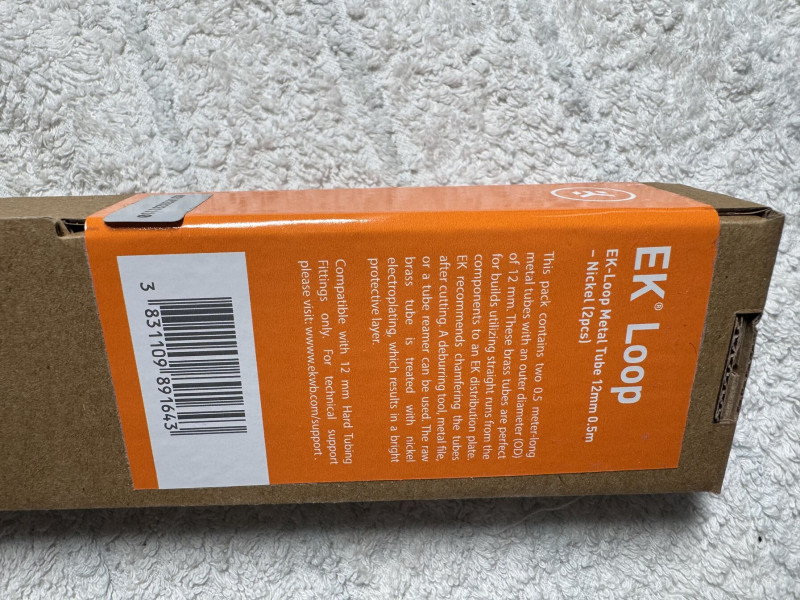 EK® Loop
EK-Loop Metal Tube 12mm 0.5m
- Nickel (2pcs)
This pack contains two 0.5 meter-long
metal tubes with an outer diameter (OD)
of 12 mm. These brass tubes are perfect
for builds utilizing straight runs from the
components to an EK distribution plate.
EK recommends chamfering the tubes
after cutting. A deburring tool, metal file,
or a tube reamer can be used. The raw
brass tube is treated with nickel
electroplating, which results in a bright
protective layer.
Compatible with 12 mm Hard Tubing
Fittings only. For technical support
please visit: www.ekwb.com/support.
3 831109 891643